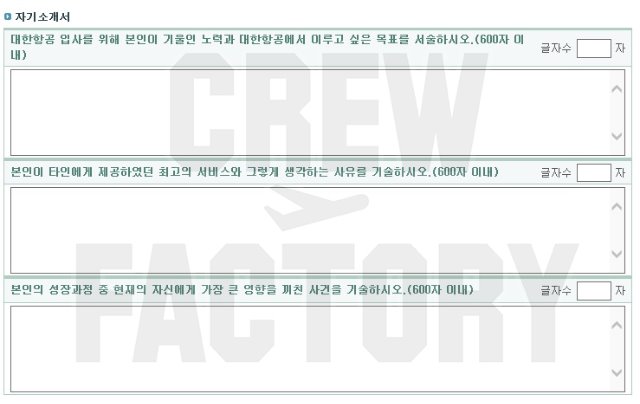 자기소개서
대한항공 입사를 위해 본인이 기울인 노력과 대한항공에서 이루고 싶은 목표를 서술하시오.(600자 이
내)
글자수 자
본인이 타인에게 제공하였던 최고의 서비스와 그렇게 생각하는 사유를 기술하시오.(600자 이내)
글자수 자
본인의 성장과정 중 현재의 자신에게 가장 큰 영향을 끼친 사건을 기술하시오.(600자 이내)
글자수 자
CREW
FACTORY